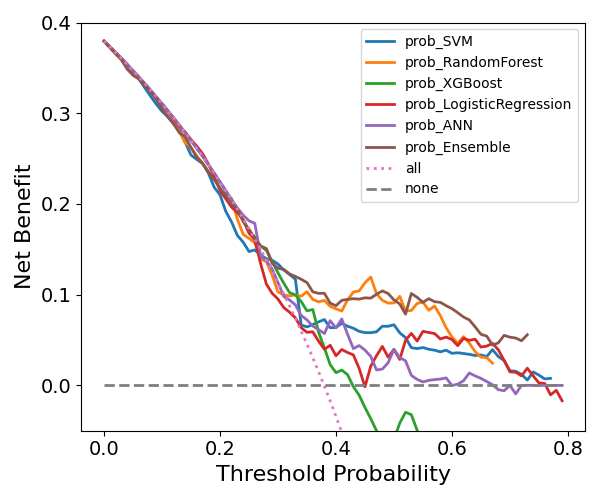 0.4
0.3
0.2
0.1
0.0
Net Benefit
prob_SVM
prob_RandomForest
prob_XGBoost
prob_LogisticRegression
prob_ANN
prob_Ensemble
all
none
0.0 0.2 0.4 0.6 0.8
Threshold Probability